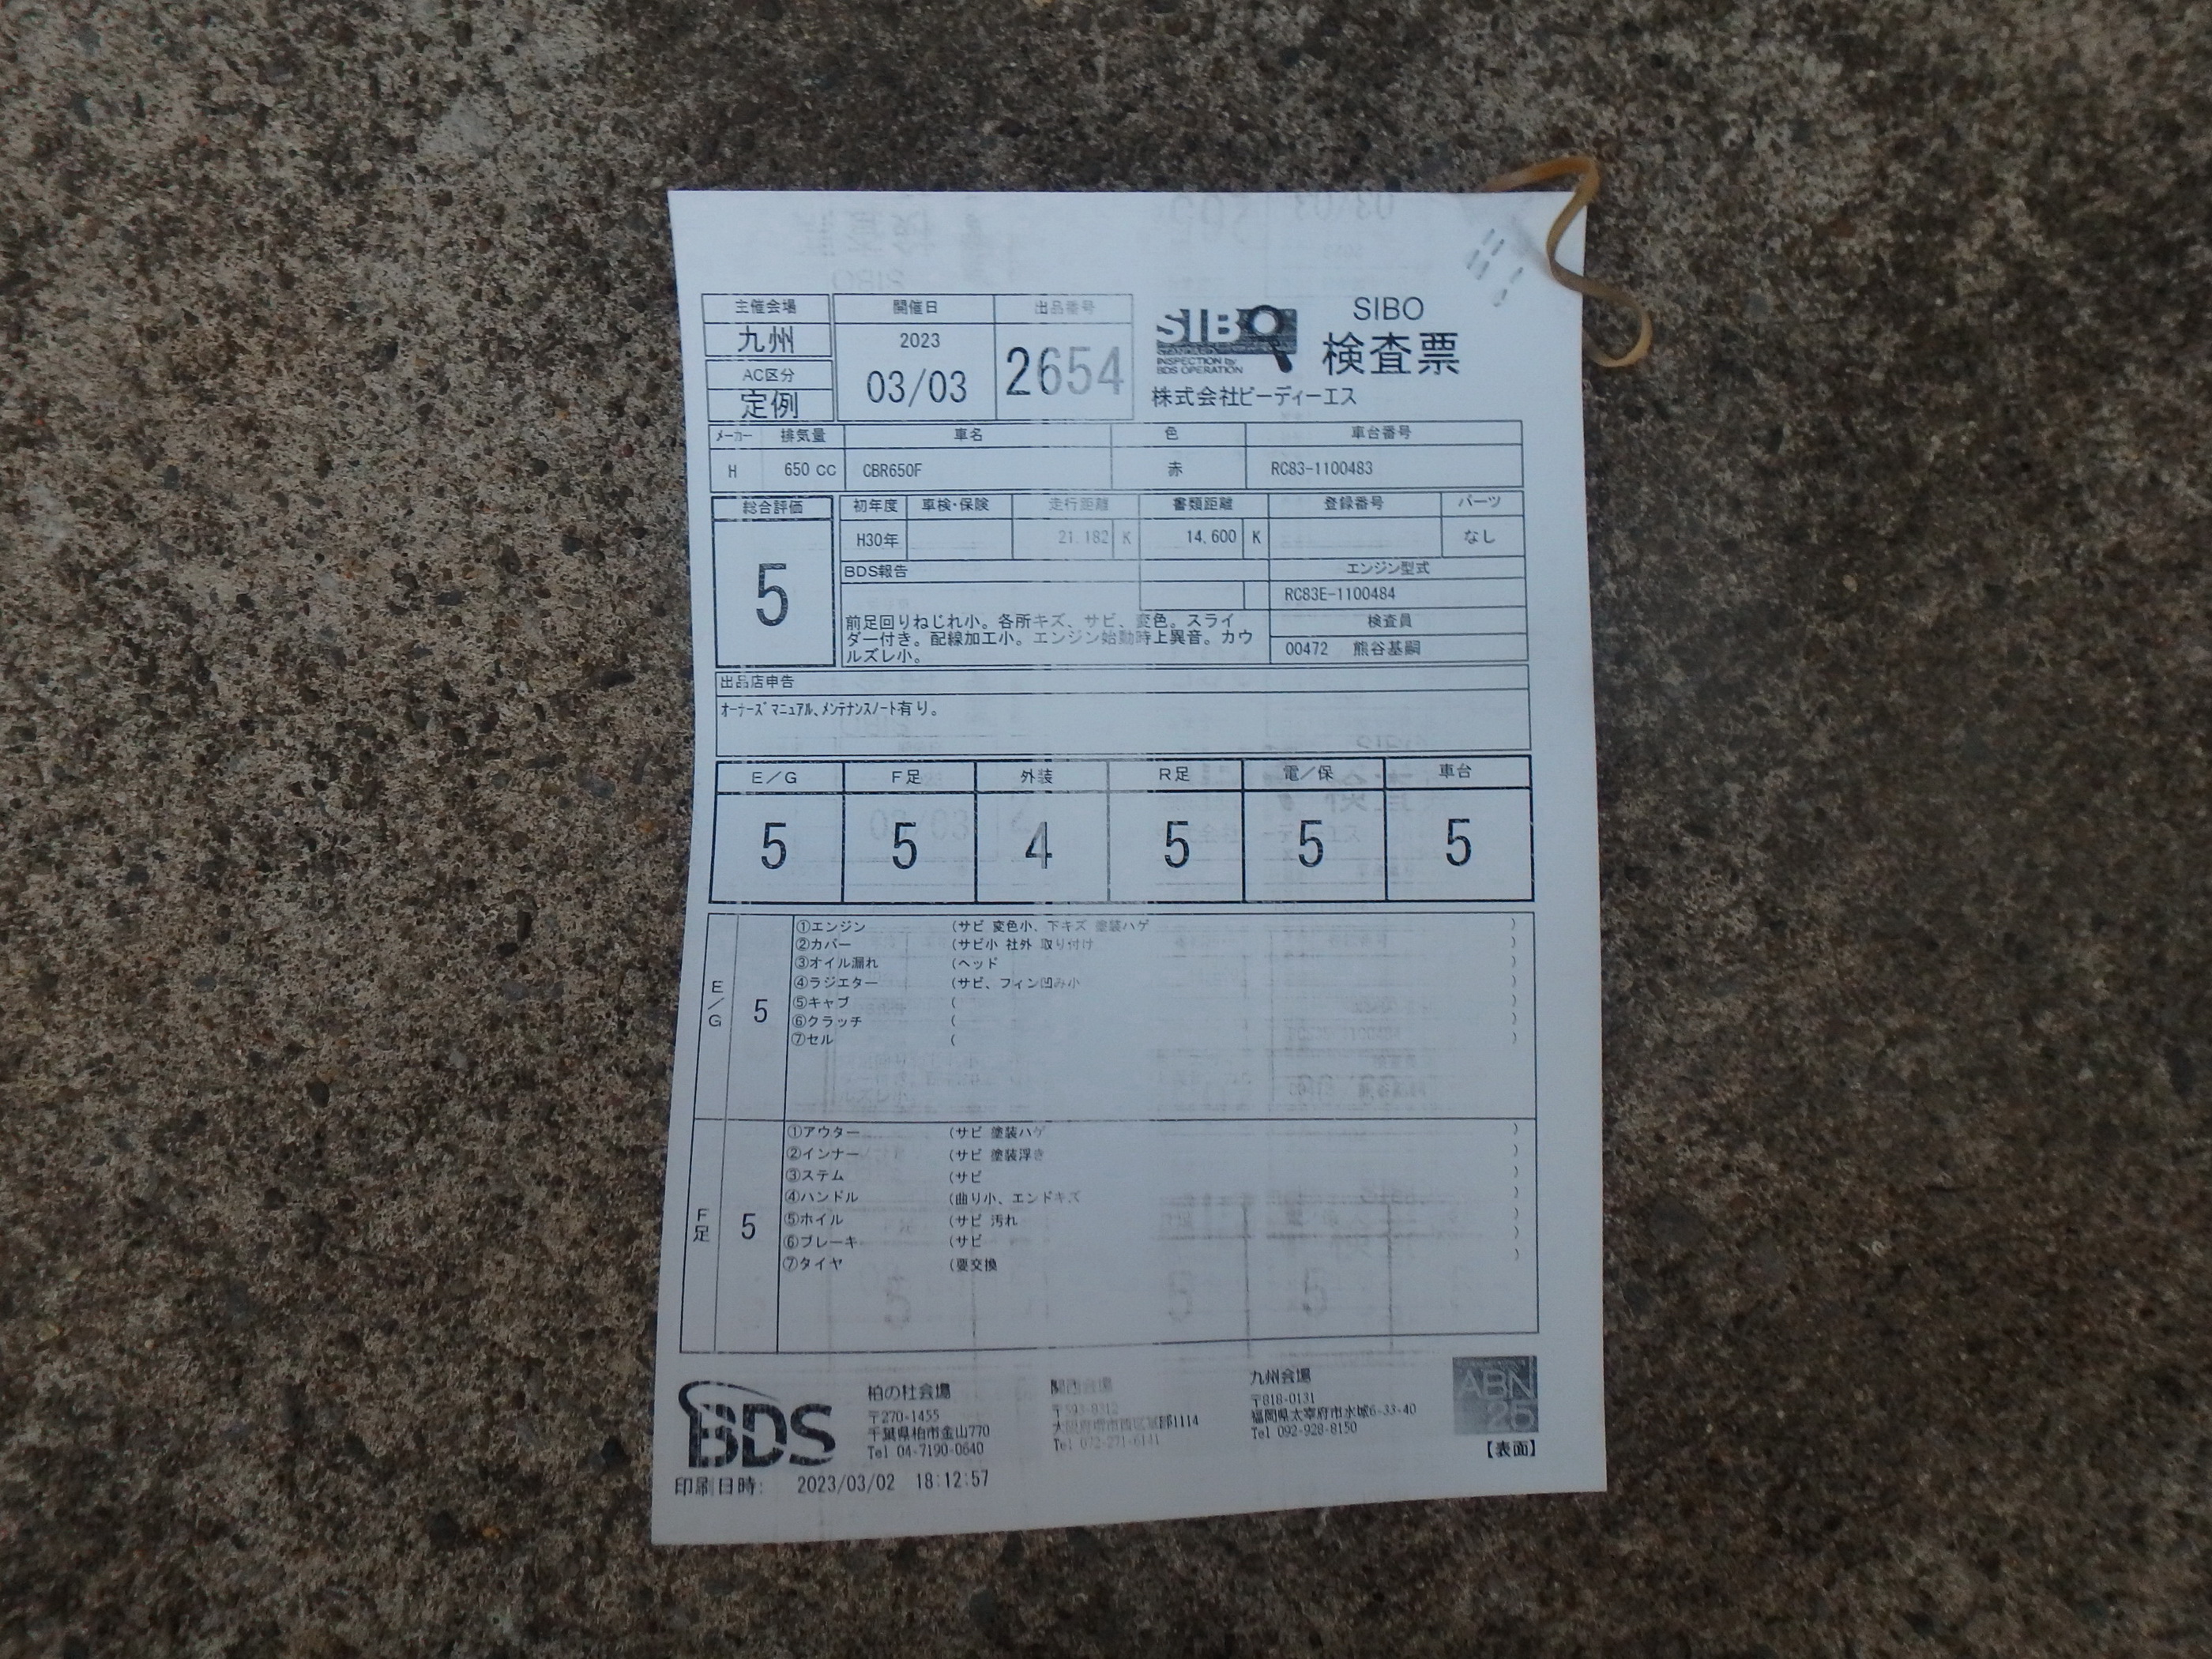 主催会場 開催日 出品番号
九州 2023
03/03 2654
AC区分
定例
SIBO
INSPECTION by
BDS OPERATION
SIBO
検査票
株式会社ビーディーエス
メーカー 排気量 車名 色 車台番号
H 650 cc CBR650F 赤 RC83-1100483
総合評価 初年度 車検・保険 走行距離 書類距離 登録番号 パーツ
5 H30年 21,182 K 14,600 K なし
BDS報告 エンジン型式
RC83E-1100484
前足回りねじれ小。各所キズ、サビ、変色。スライ
ダー付き。配線加工小。エンジン始動時上異音。カウ
ルズレ小。
検査員
00472 熊谷基嗣
出品店申告
オーナーズマニュアル、メンテナンスノート有り。
E/G F足 外装 R足 電/保 車台
5 5 4 5 5 5
E/G 5
①エンジン (サビ 変色小、下キズ 塗装ハゲ )
②カバー (サビ小 社外 取り付け )
③オイル漏れ (ヘッド )
④ラジエター (サビ、フィン凹み小 )
⑤キャブ ( )
⑥クラッチ ( )
⑦セル ( )
F足 5
①アウター (サビ 塗装ハゲ )
②インナー (サビ 塗装浮き )
③ステム (サビ )
④ハンドル (曲り小、エンドキズ )
⑤ホイル (サビ 汚れ )
⑥ブレーキ (サビ )
⑦タイヤ (要交換 )
BDS
柏の杜会場
〒270-1455
千葉県柏市金山770
Tel 04-7190-0640
関西会場
〒593-8312
Tel 072-271-6141
九州会場
〒818-0131
福岡県太宰府市水城6-33-40
Tel 092-928-8150
ABN
25
【表面】
印刷日時: 2023/03/02 18:12:57